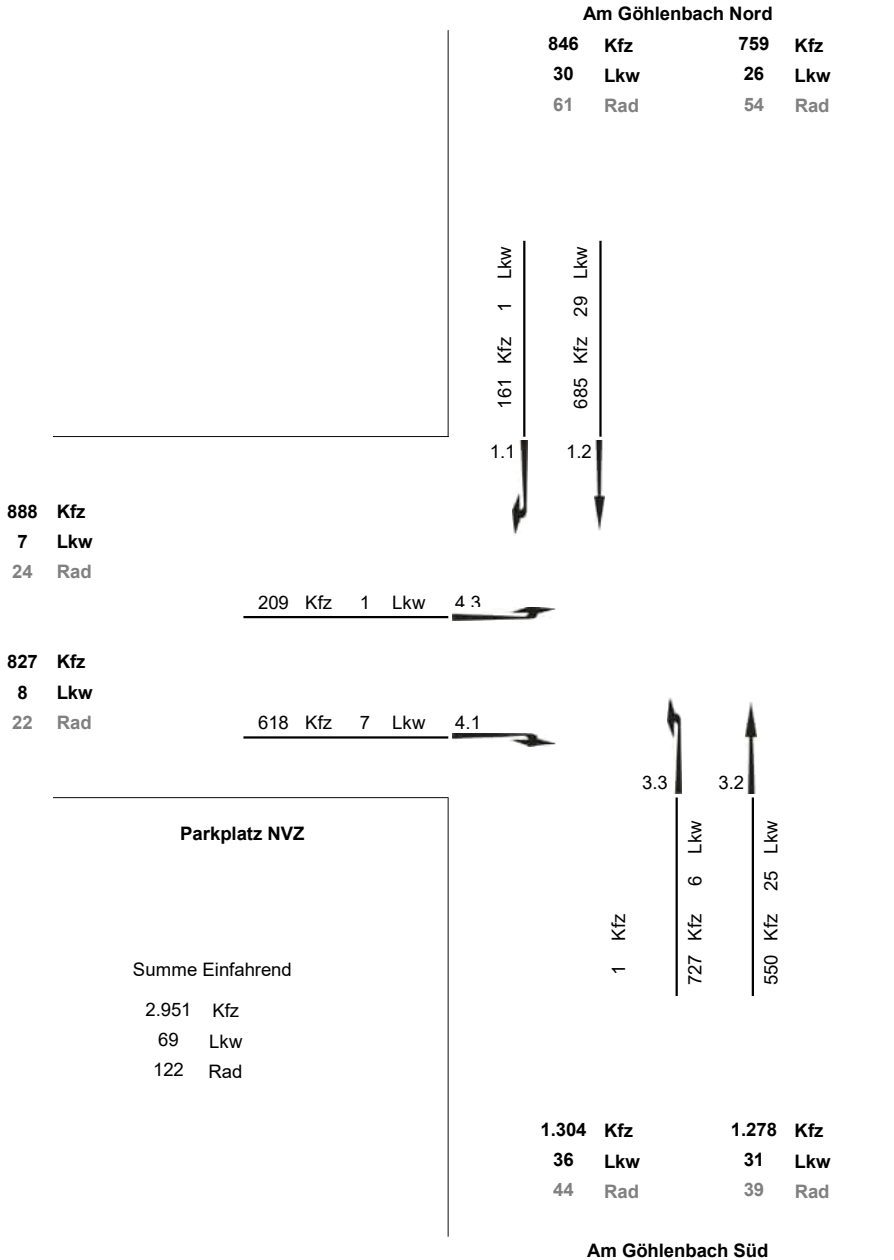 Am Göhlenbach Nord
846 Kfz 759 Kfz
30 Lkw 26 Lkw
61 Rad 54 Rad
161 Kfz 1 Lkw
685 Kfz 29 Lkw
1.1 1.2
888 Kfz
7 Lkw
24 Rad
209 Kfz 1 Lkw 4.3
827 Kfz
8 Lkw
22 Rad
618 Kfz 7 Lkw 4.1
3.3 3.2
Parkplatz NVZ
1 Kfz
727 Kfz 6 Lkw
550 Kfz 25 Lkw
Summe Einfahrend
2.951 Kfz
69 Lkw
122 Rad
1.304 Kfz 1.278 Kfz
36 Lkw 31 Lkw
44 Rad 39 Rad
Am Göhlenbach Süd